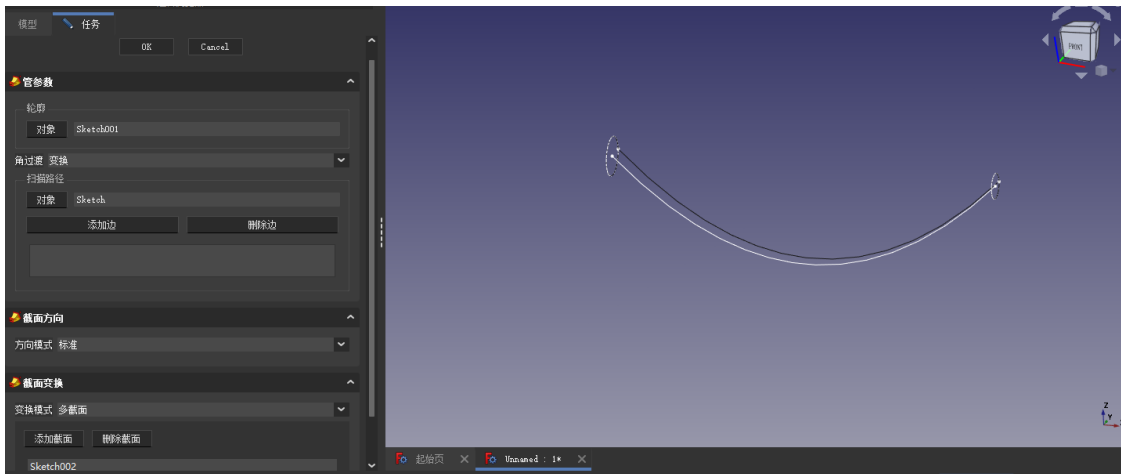 模型 任务
OK Cancel
管参数
轮廓
对象 Sketch001
角过渡 变换
扫描路径
对象 Sketch
添加边 删除边
截面方向
方向模式 标准
截面变换
变换模式 多截面
添加截面 删除截面
Sketch002
FRONT
Z
Y
起始页 Unnamed : 1*